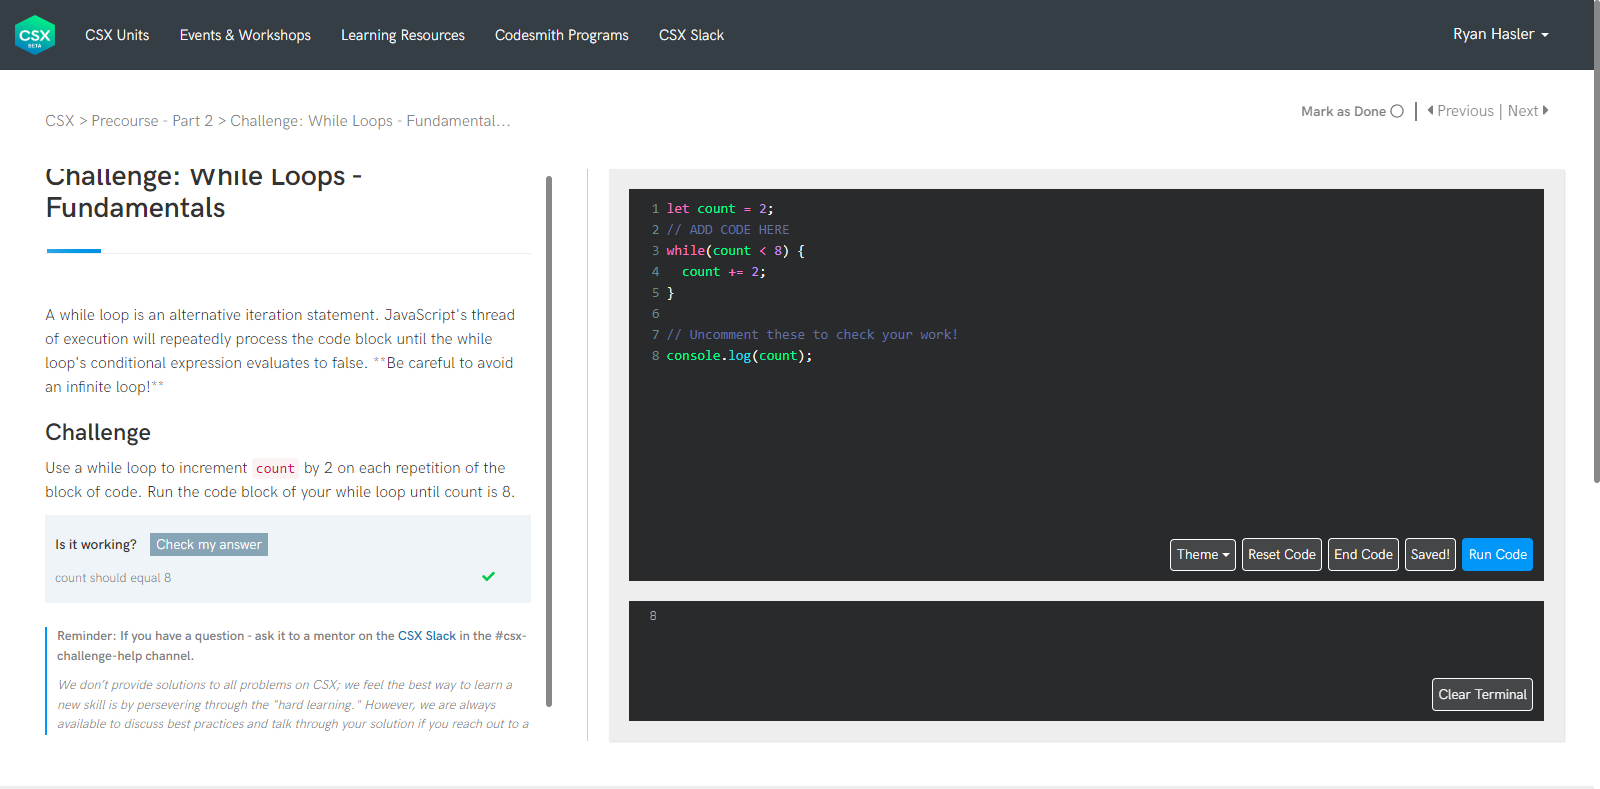 CSX
BETA
CSX Units
Events & Workshops
Learning Resources
Codesmith Programs
CSX Slack
Ryan Hasler
CSX > Precourse - Part 2 > Challenge: While Loops - Fundamental...
Mark as Done
Previous | Next
Challenge: While Loops -
Fundamentals
A while loop is an alternative iteration statement. JavaScript's thread
of execution will repeatedly process the code block until the while
loop's conditional expression evaluates to false. **Be careful to avoid
an infinite loop!**
Challenge
Use a while loop to increment count by 2 on each repetition of the
block of code. Run the code block of your while loop until count is 8.
Is it working? Check my answer
count should equal 8
Reminder: If you have a question - ask it to a mentor on the CSX Slack in the #csx-
challenge-help channel.
We don't provide solutions to all problems on CSX; we feel the best way to learn a
new skill is by persevering through the "hard learning." However, we are always
available to discuss best practices and talk through your solution if you reach out to a
1 let count = 2;
2 // ADD CODE HERE
3 while(count < 8) {
4   count += 2;
5 }
6
7 // Uncomment these to check your work!
8 console.log(count);
Theme
Reset Code
End Code
Saved!
Run Code
8
Clear Terminal